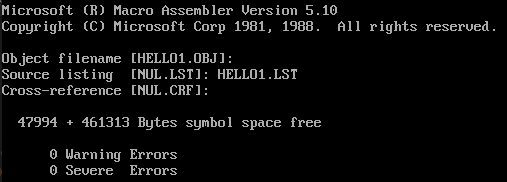 Microsoft (R) Macro Assembler Version 5.10
Copyright (C) Microsoft Corp 1981, 1988.  All rights reserved.
Object filename [HELLO1.OBJ]:
Source listing  [NUL.LST]: HELLO1.LST
Cross-reference [NUL.CRF]:
47994 + 461313 Bytes symbol space free
0 Warning Errors
0 Severe  Errors